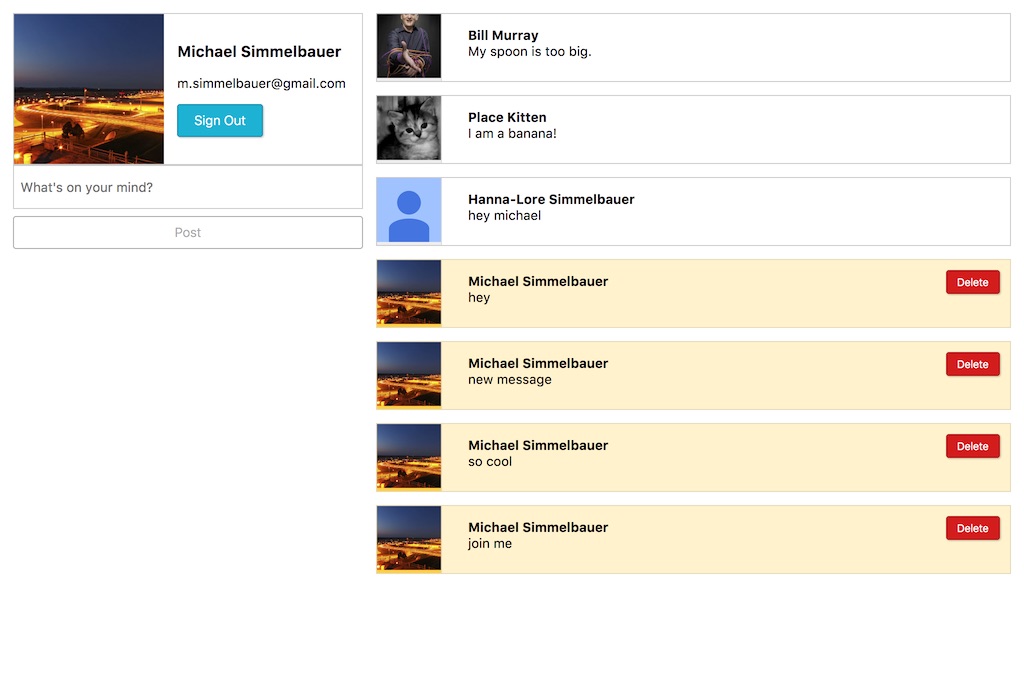 Michael Simmelbauer
m.simmelbauer@gmail.com
Sign Out
What's on your mind?
Post
Bill Murray
My spoon is too big.
Place Kitten
I am a banana!
Hanna-Lore Simmelbauer
hey michael
Michael Simmelbauer
hey
Delete
Michael Simmelbauer
new message
Delete
Michael Simmelbauer
so cool
Delete
Michael Simmelbauer
join me
Delete